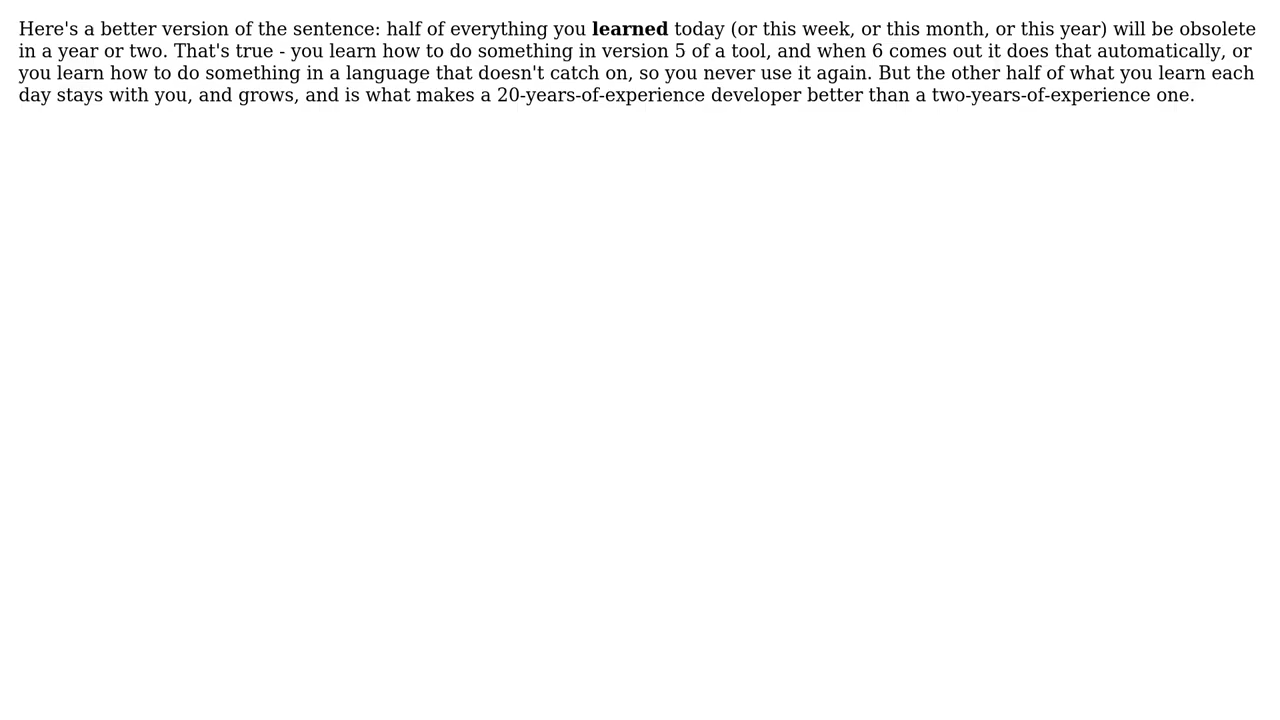 Here's a better version of the sentence: half of everything you learned today (or this week, or this month, or this year) will be obsolete
in a year or two. That's true - you learn how to do something in version 5 of a tool, and when 6 comes out it does that automatically, or
you learn how to do something in a language that doesn't catch on, so you never use it again. But the other half of what you learn each
day stays with you, and grows, and is what makes a 20-years-of-experience developer better than a two-years-of-experience one.